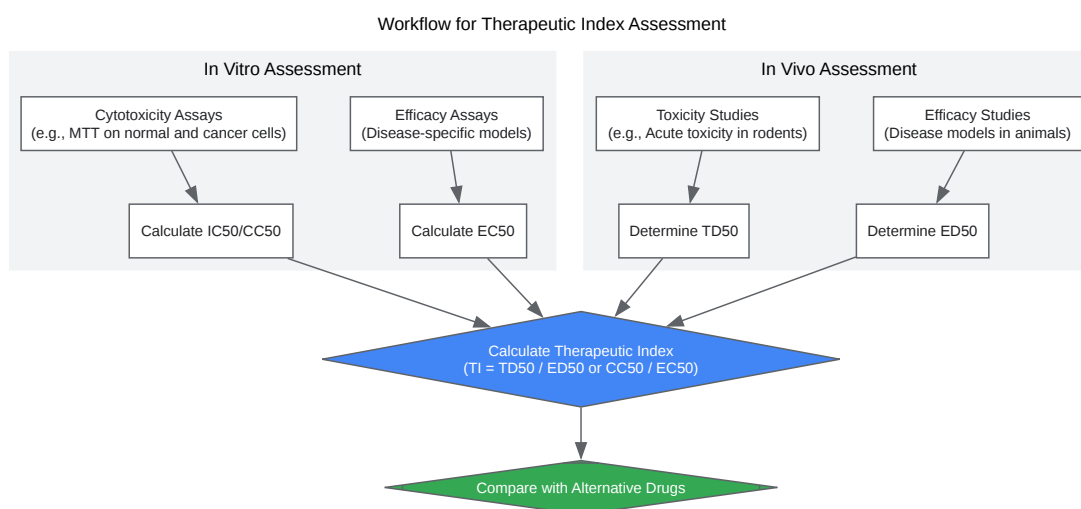 Workflow for Therapeutic Index Assessment
In Vitro Assessment
In Vivo Assessment
Cytotoxicity Assays
(e.g., MTT on normal and cancer cells)
Efficacy Assays
(Disease-specific models)
Toxicity Studies
(e.g., Acute toxicity in rodents)
Efficacy Studies
(Disease models in animals)
Calculate IC50/CC50
Calculate EC50
Determine TD50
Determine ED50
Calculate Therapeutic Index
(TI = TD50 / ED50 or CC50 / EC50)
Compare with Alternative Drugs